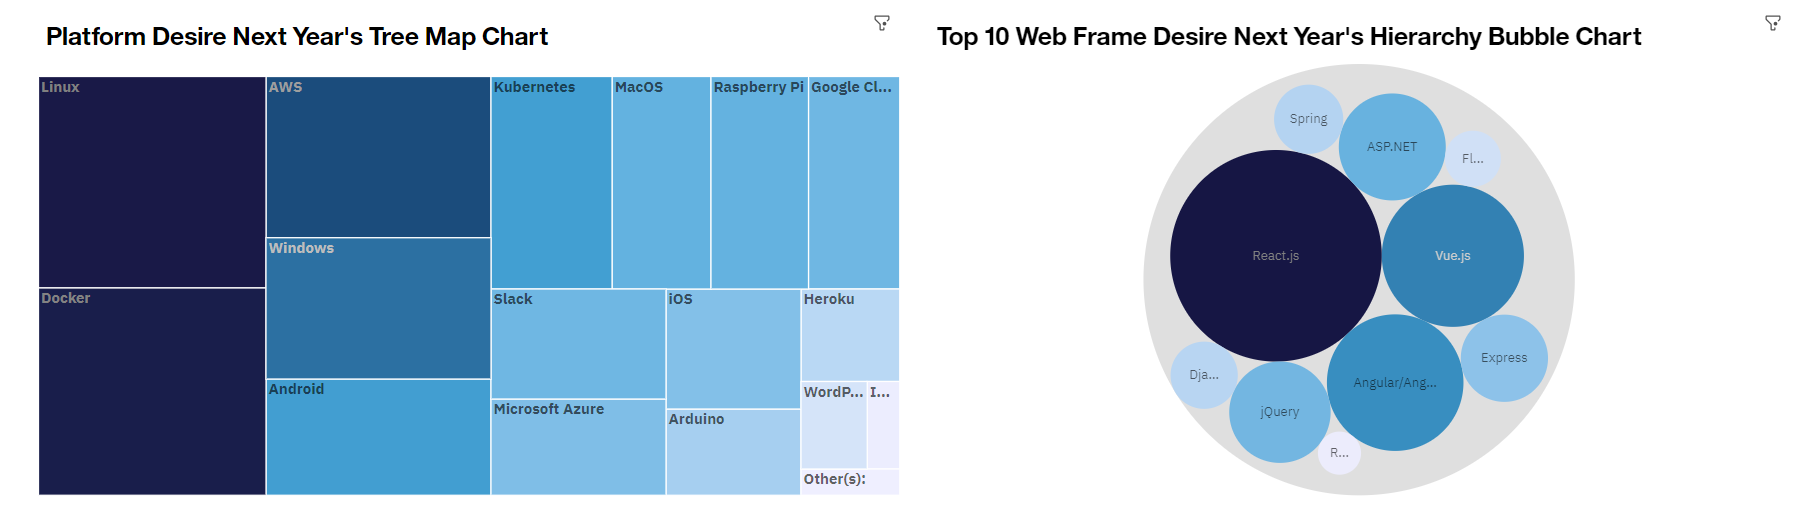 Platform Desire Next Year's Tree Map Chart
Linux
AWS
Kubernetes
MacOS
Raspberry Pi
Google Cl...
Docker
Windows
Android
Slack
iOS
Heroku
Microsoft Azure
Arduino
WordP...
I...
Other(s):
Top 10 Web Frame Desire Next Year's Hierarchy Bubble Chart
Spring
ASP.NET
Fl...
React.js
Vue.js
Dja...
Angular/Ang...
Express
jQuery
R...